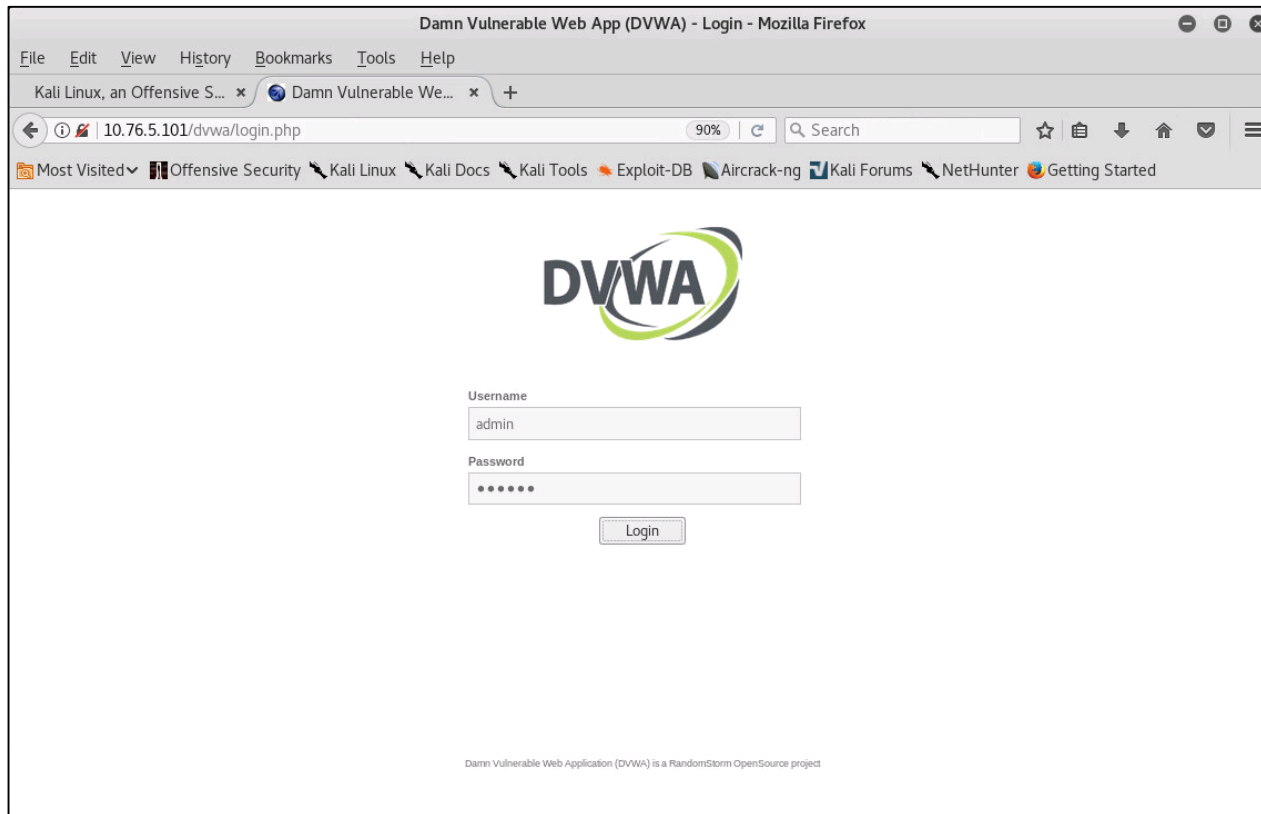 Damn Vulnerable Web App (DVWA) - Login - Mozilla Firefox
File Edit View History Bookmarks Tools Help
Kali Linux, an Offensive S... × Damn Vulnerable We... × +
10.76.5.101/dvwa/login.php 90% Search
Most Visited Offensive Security Kali Linux Kali Docs Kali Tools Exploit-DB Aircrack-ng Kali Forums NetHunter Getting Started
DVWA
Username
admin
Password
••••••
Login
Damn Vulnerable Web Application (DVWA) is a RandomStorm OpenSource project